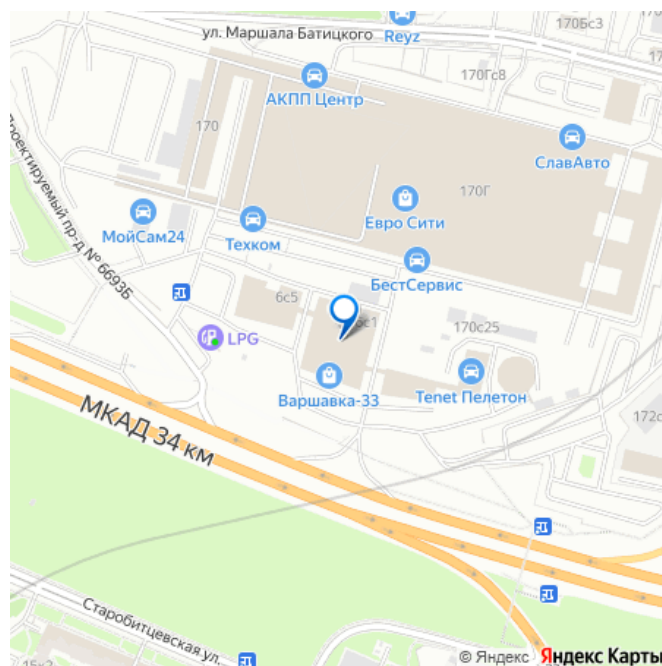 170Бс3
ул. Маршала Батицкого
Reyz
170Гс8
АКПП Центр
170
СлавАвто
Проектируемый пр-д № 6693Б
170Г
Евро Сити
МойСам24
Техком
БестСервис
6с5
6с1
170с25
LPG
Варшавка-33
Tenet Пелетон
МКАД 34 км
Старобитцевская ул.
© Яндекс Яндекс Карты